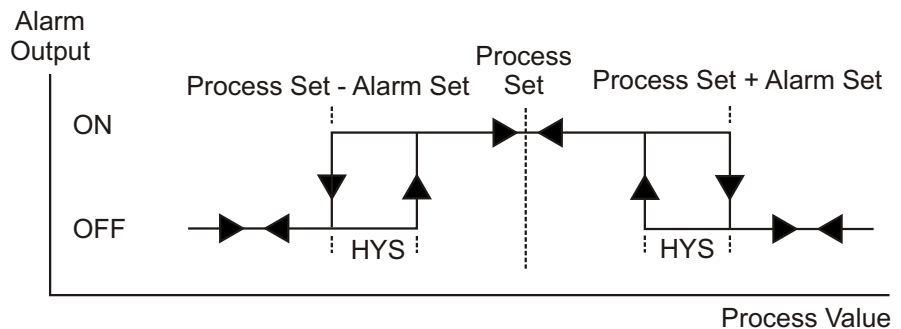 Alarm
Output
Process
Set
Process Set - Alarm Set
Process Set + Alarm Set
ON
OFF
HYS
HYS
Process Value